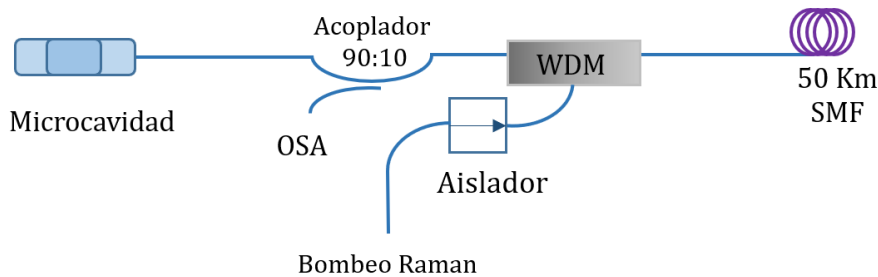 Acoplador
90:10
WDM
50 Km
SMF
Microcavidad
OSA
Aislador
Bombeo Raman